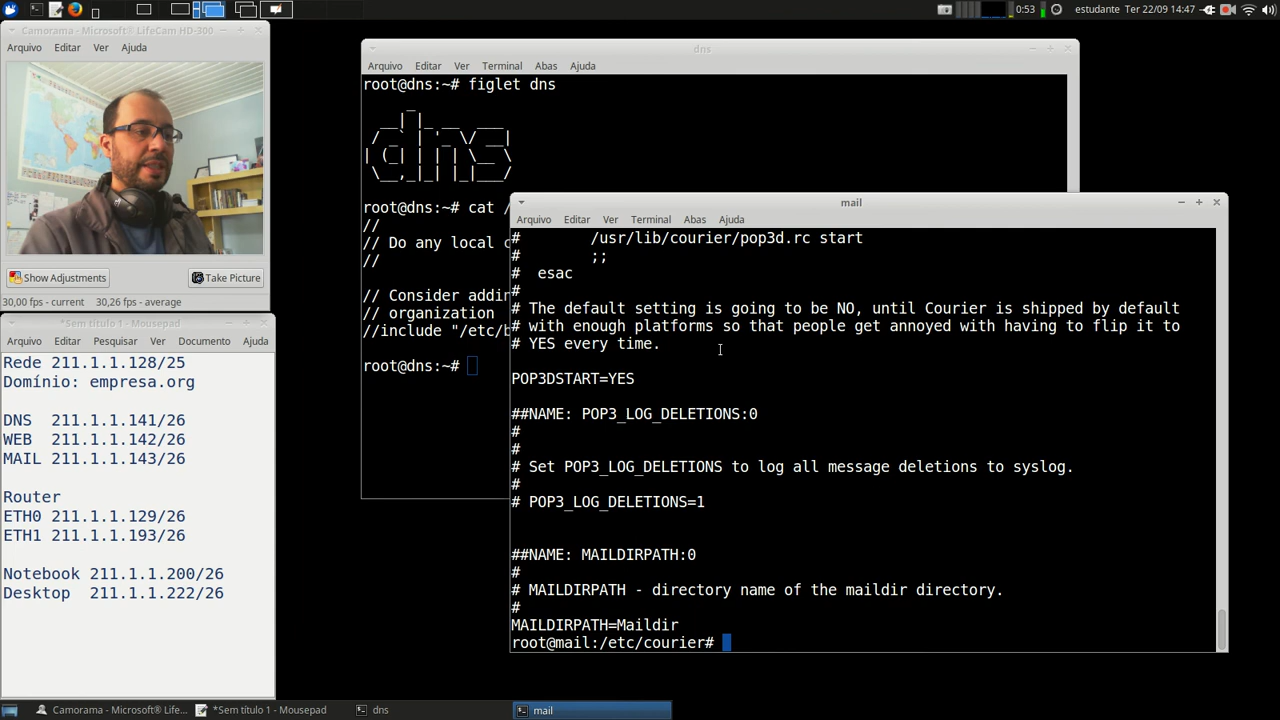 0:53 estudante Ter 22/09 14:47
Camorama - Microsoft® LifeCam HD-300
Arquivo Editar Ver Ajuda
Show Adjustments Take Picture
30,00 fps - current 30,26 fps - average
*Sem título 1 - Mousepad
Arquivo Editar Pesquisar Ver Documento Ajuda
Rede 211.1.1.128/25
Domínio: empresa.org
DNS 211.1.1.141/26
WEB 211.1.1.142/26
MAIL 211.1.1.143/26
Router
ETH0 211.1.1.129/26
ETH1 211.1.1.193/26
Notebook 211.1.1.200/26
Desktop 211.1.1.222/26
dns
Arquivo Editar Ver Terminal Abas Ajuda
root@dns:~# figlet dns
dns
root@dns:~# cat /
//
// Do any local c
//
// Consider addin
// organization
//include "/etc/b
root@dns:~#
mail
Arquivo Editar Ver Terminal Abas Ajuda
# /usr/lib/courier/pop3d.rc start
# ;;
# esac
#
# The default setting is going to be NO, until Courier is shipped by default
# with enough platforms so that people get annoyed with having to flip it to
# YES every time.
POP3DSTART=YES
##NAME: POP3_LOG_DELETIONS:0
#
#
# Set POP3_LOG_DELETIONS to log all message deletions to syslog.
#
# POP3_LOG_DELETIONS=1
##NAME: MAILDIRPATH:0
#
# MAILDIRPATH - directory name of the maildir directory.
#
MAILDIRPATH=Maildir
root@mail:/etc/courier#
Camorama - Microsoft® LifeC... *Sem título 1 - Mousepad dns mail